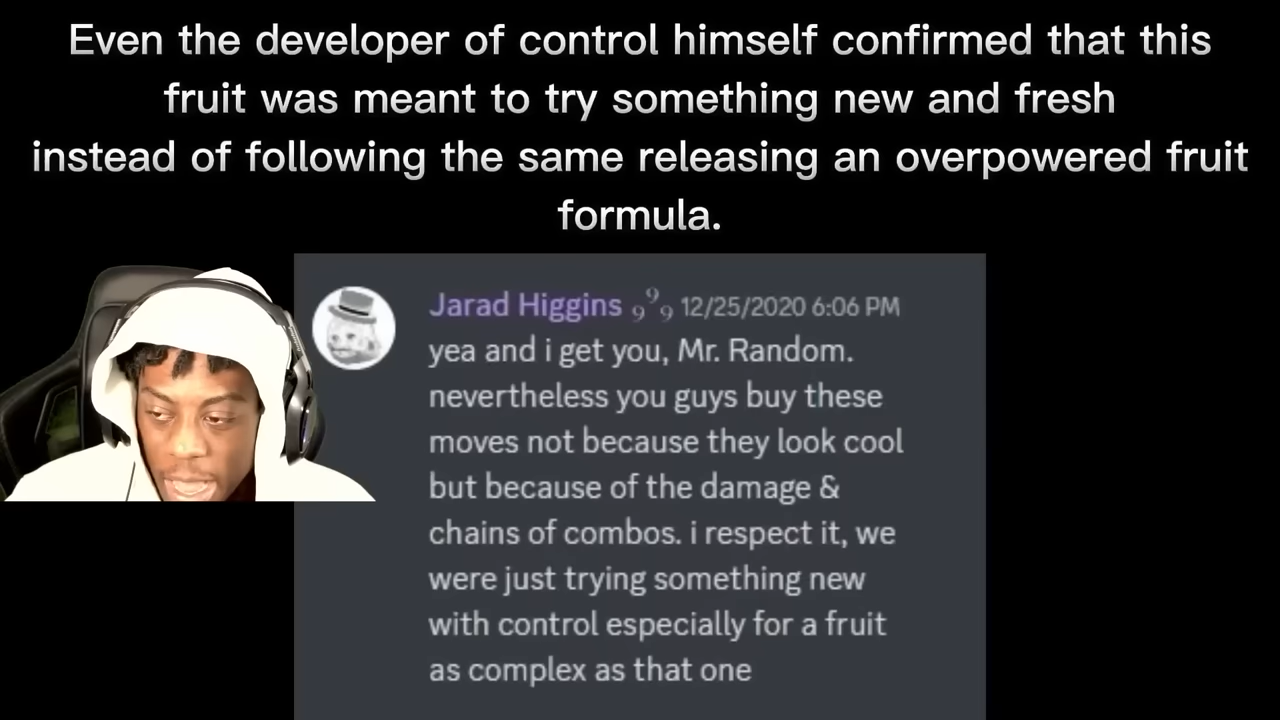 Even the developer of control himself confirmed that this
fruit was meant to try something new and fresh
instead of following the same releasing an overpowered fruit
formula.
Jarad Higgins 9⁹9 12/25/2020 6:06 PM
yea and i get you, Mr. Random.
nevertheless you guys buy these
moves not because they look cool
but because of the damage &
chains of combos. i respect it, we
were just trying something new
with control especially for a fruit
as complex as that one